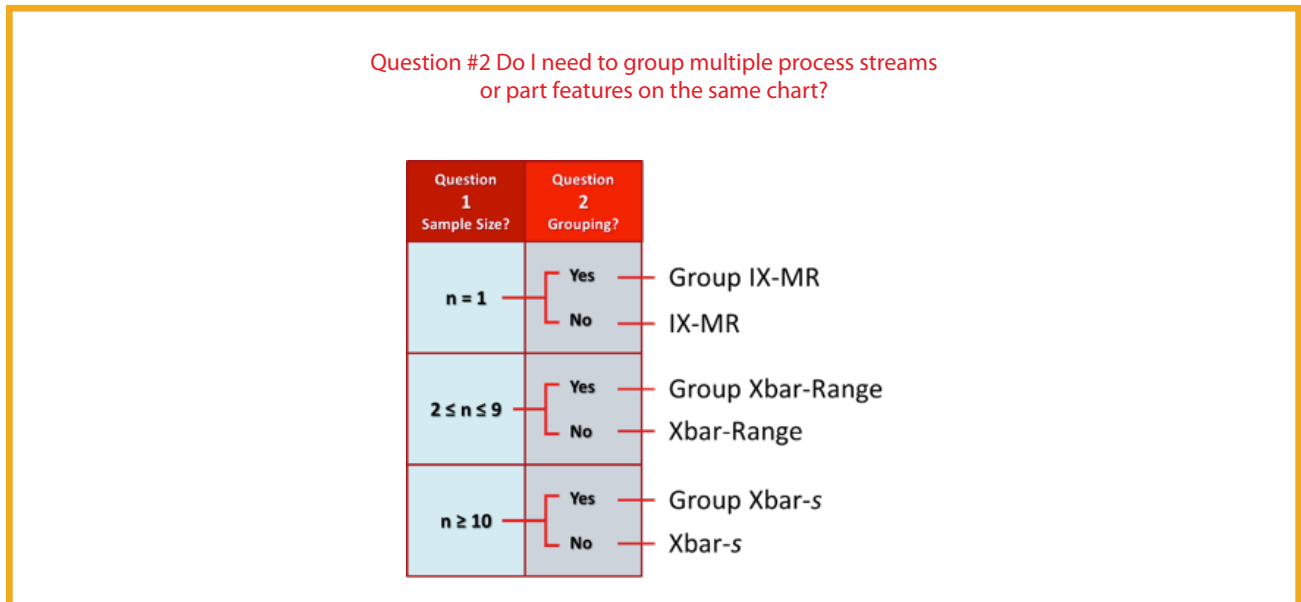 Question #2 Do I need to group multiple process streams
or part features on the same chart?
Question
1
Sample Size?
Question
2
Grouping?
n = 1
Yes
Group IX-MR
No
IX-MR
2 ≤ n ≤ 9
Yes
Group Xbar-Range
No
Xbar-Range
n ≥ 10
Yes
Group Xbar-s
No
Xbar-s